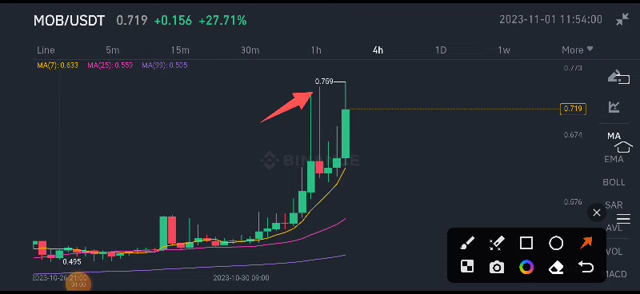 MOB/USDT 0.719 +0.156 +27.71% 2023-11-01 11:54:00
Line 5m 15m 30m 1h 4h 1D 1w More
MA(7): 0.633 MA(25): 0.559 MA(99): 0.505
0.773
0.759
0.719
0.674
MA
BINANCE
EMA
BOLL
0.576
SAR
AVL
VOL
0.495
MACD
2023-10-26 21:00 2023-10-30 09:00